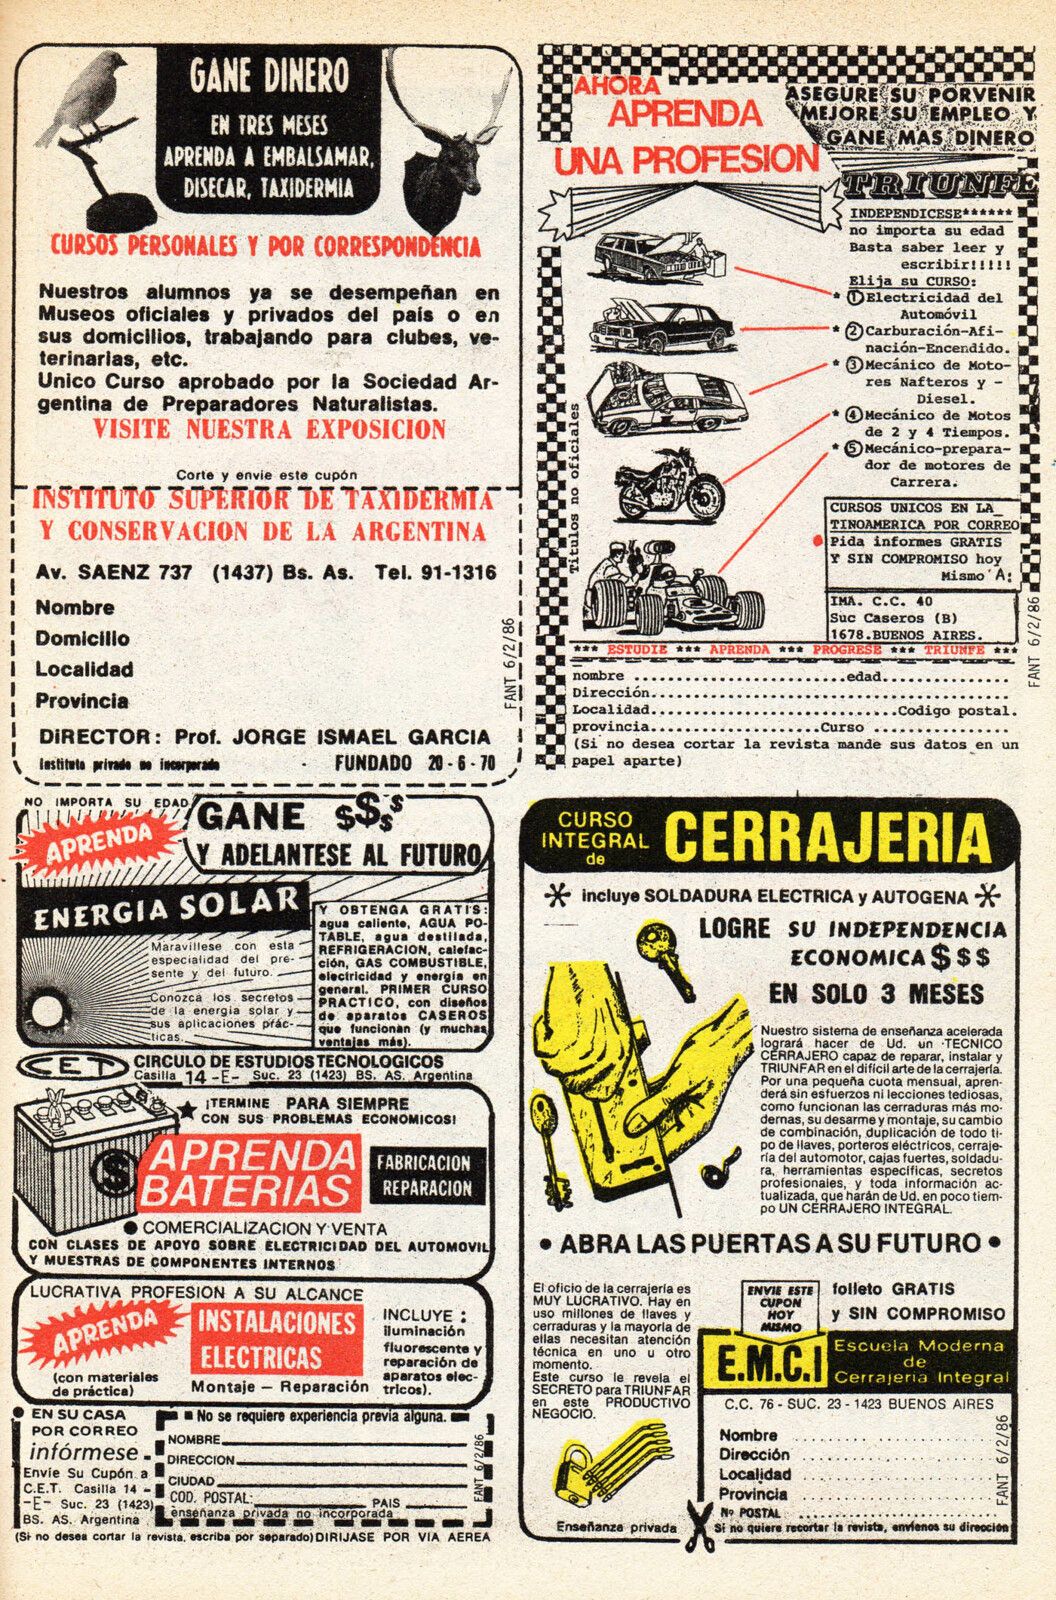 GANE DINERO
EN TRES MESES
APRENDA A EMBALSAMAR,
DISECAR, TAXIDERMIA
CURSOS PERSONALES Y POR CORRESPONDENCIA
Nuestros alumnos ya se desempeñan en
Museos oficiales y privados del país o en
sus domicilios, trabajando para clubes, ve-
terinarias, etc.
Unico Curso aprobado por la Sociedad Ar-
gentina de Preparadores Naturalistas.
VISITE NUESTRA EXPOSICION
Corte y envíe este cupón
INSTITUTO SUPERIOR DE TAXIDERMIA
Y CONSERVACION DE LA ARGENTINA
Av. SAENZ 737 (1437) Bs. As. Tel. 91-1316
Nombre
Domicilio
Localidad
Provincia
FANT 6/2/86
DIRECTOR: Prof. JORGE ISMAEL GARCIA
Instituto privado no incorporado - FUNDADO 20-6-70
AHORA
APRENDA
UNA PROFESION
ASEGURE SU PORVENIR
MEJORE SU EMPLEO Y
GANE MAS DINERO
TRIUNFE
INDEPENDICESE******
no importa su edad
Basta saber leer y
escribir!!!!!
Elija su CURSO:
* 1 Electricidad del
Automóvil
* 2 Carburación-Afi-
nación-Encendido.
* 3 Mecánico de Moto-
res Nafteros y -
Diesel.
* 4 Mecánico de Motos
de 2 y 4 Tiempos.
* 5 Mecánico-prepara-
dor de motores de
Carrera.
Titulos no oficiales
CURSOS UNICOS EN LA_
TINOAMERICA POR CORREO
Pida informes GRATIS
Y SIN COMPROMISO hoy
Mismo A:
IMA. C.C. 40
Suc Caseros (B)
1678.BUENOS AIRES.
FANT 6/2/86
*** ESTUDIE *** APRENDA *** PROGRESE *** TRIUNFE ***
nombre ...........................edad................
Dirección...............................................
Localidad...............................Codigo postal.
provincia......................Curso ...................
(Si no desea cortar la revista mande sus datos en un
papel aparte)
NO IMPORTA SU EDAD
APRENDA
GANE $$$$
Y ADELANTESE AL FUTURO
ENERGIA SOLAR
Maravíllese con esta
especialidad del pre-
sente y del futuro.
Conozca los secretos
de la energía solar y
sus aplicaciones prác-
ticas.
Y OBTENGA GRATIS:
agua caliente, AGUA PO-
TABLE, agua destilada,
REFRIGERACION, calefac-
ción, GAS COMBUSTIBLE,
electricidad y energía en
general. PRIMER CURSO
PRACTICO, con diseños
de aparatos CASEROS
que funcionan (y muchas
ventajas más).
CET CIRCULO DE ESTUDIOS TECNOLOGICOS
Casilla 14 -E- Suc. 23 (1423) BS. AS. Argentina
¡TERMINE PARA SIEMPRE
CON SUS PROBLEMAS ECONOMICOS!
$
APRENDA
BATERIAS
FABRICACION
REPARACION
● COMERCIALIZACION Y VENTA
CON CLASES DE APOYO SOBRE ELECTRICIDAD DEL AUTOMOVIL
Y MUESTRAS DE COMPONENTES INTERNOS
LUCRATIVA PROFESION A SU ALCANCE
APRENDA
(con materiales
de práctica)
INSTALACIONES
ELECTRICAS
Montaje – Reparación
INCLUYE:
iluminación
fluorescente y
reparación de
aparatos eléc-
tricos).
● EN SU CASA
POR CORREO
infórmese
Envíe Su Cupón a
C.E.T. Casilla 14 -
-E- Suc. 23 (1423)
BS. AS. Argentina
No se requiere experiencia previa alguna.
NOMBRE
DIRECCION
CIUDAD
COD. POSTAL: PAIS
enseñanza privada no incorporada
FANT 6/2/86
(Si no desea cortar la revista, escriba por separado) DIRIJASE POR VIA AEREA
CURSO
INTEGRAL
de
CERRAJERIA
incluye SOLDADURA ELECTRICA y AUTOGENA
LOGRE SU INDEPENDENCIA
ECONOMICA $$$
EN SOLO 3 MESES
Nuestro sistema de enseñanza acelerada
logrará hacer de Ud. un TECNICO
CERRAJERO capaz de reparar, instalar y
TRIUNFAR en el difícil arte de la cerrajería.
Por una pequeña cuota mensual, apren-
derá sin esfuerzos ni lecciones tediosas,
como funcionan las cerraduras más mo-
dernas, su desarme y montaje, su cambio
de combinación, duplicación de todo ti-
po de llaves, porteros eléctricos, cerraje-
ría del automotor, cajas fuertes, soldadu-
ra, herramientas específicas, secretos
profesionales, y toda información ac-
tualizada, que harán de Ud. en poco tiem-
po UN CERRAJERO INTEGRAL.
● ABRA LAS PUERTAS A SU FUTURO ●
El oficio de la cerrajería es
MUY LUCRATIVO. Hay en
uso millones de llaves y
cerraduras y la mayoría de
ellas necesitan atención
técnica en uno u otro
momento.
Este curso le revela el
SECRETO para TRIUNFAR
en este PRODUCTIVO
NEGOCIO.
Enseñanza privada
ENVIE ESTE
CUPON
HOY
MISMO
folleto GRATIS
y SIN COMPROMISO
E.M.C.I
Escuela Moderna
de
Cerrajería Integral
C.C. 76 - SUC. 23 - 1423 BUENOS AIRES
Nombre
Dirección
Localidad
Provincia
Nº POSTAL
FANT 6/2/86
Si no quiere recortar la revista, envíenos su dirección